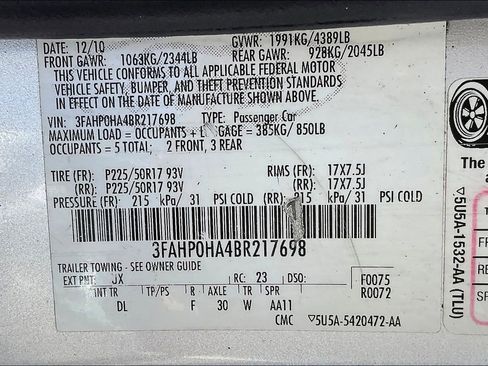 DATE: 12/10
GVWR: 1991KG/4389LB
FRONT GAWR: 1063KG/2344LB
REAR GAWR: 928KG/2045LB
THIS VEHICLE CONFORMS TO ALL APPLICABLE FEDERAL MOTOR
VEHICLE SAFETY, BUMPER, AND THEFT PREVENTION STANDARDS
IN EFFECT ON THE DATE OF MANUFACTURE SHOWN ABOVE.
VIN: 3FAHP0HA4BR217698 TYPE: Passenger Car
MAXIMUM LOAD = OCCUPANTS + L GAGE = 385KG/ 850LB
OCCUPANTS = 5 TOTAL; 2 FRONT, 3 REAR
TIRE (FR): P225/50R17 93V RIMS (FR): 17X7.5J
(RR): P225/50R17 93V (RR): 17X7.5J
PRESSURE (FR): 215 kPa/ 31 PSI COLD (RR): 215 kPa/ 31 PSI COLD
3FAHP0HA4BR217698
TRAILER TOWING - SEE OWNER GUIDE
EXT PNT: JX RC: 23 DSO: F0075
R0072
INT TR TP/PS R AXLE TR SPR
DL F 30 W AA11
CMC ▽5U5A-5420472-AA
The
▽5U5A-1532-AA (TLU)